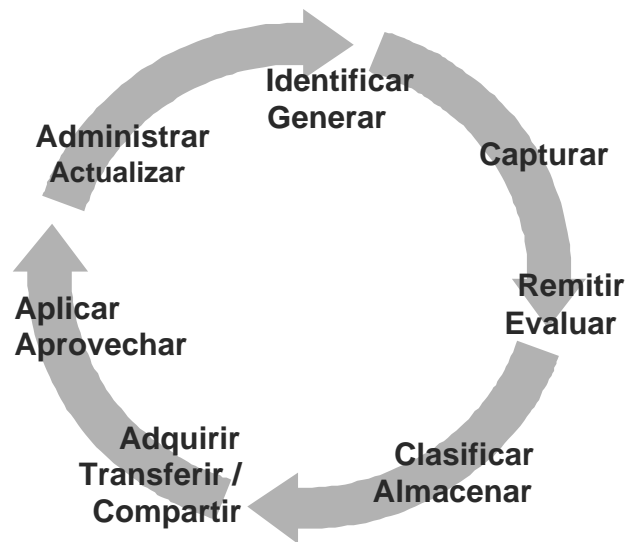 Identificar
Generar
Capturar
Remitir
Evaluar
Clasificar
Almacenar
Adquirir
Transferir /
Compartir
Aplicar
Aprovechar
Administrar
Actualizar